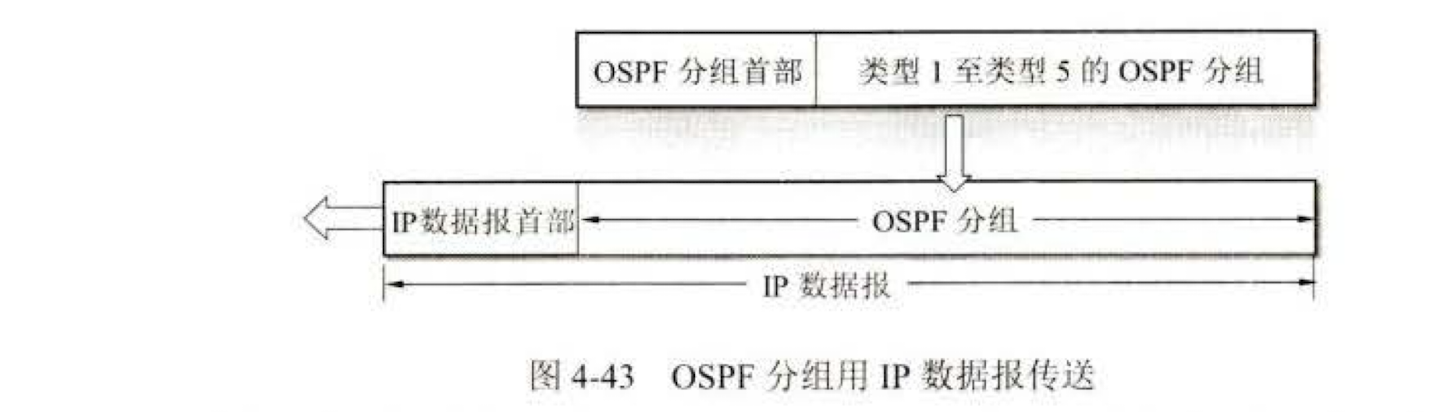 OSPF 分组首部 类型 1 至类型 5 的 OSPF 分组
IP数据报首部 OSPF 分组
IP 数据报
图 4-43 OSPF 分组用 IP 数据报传送